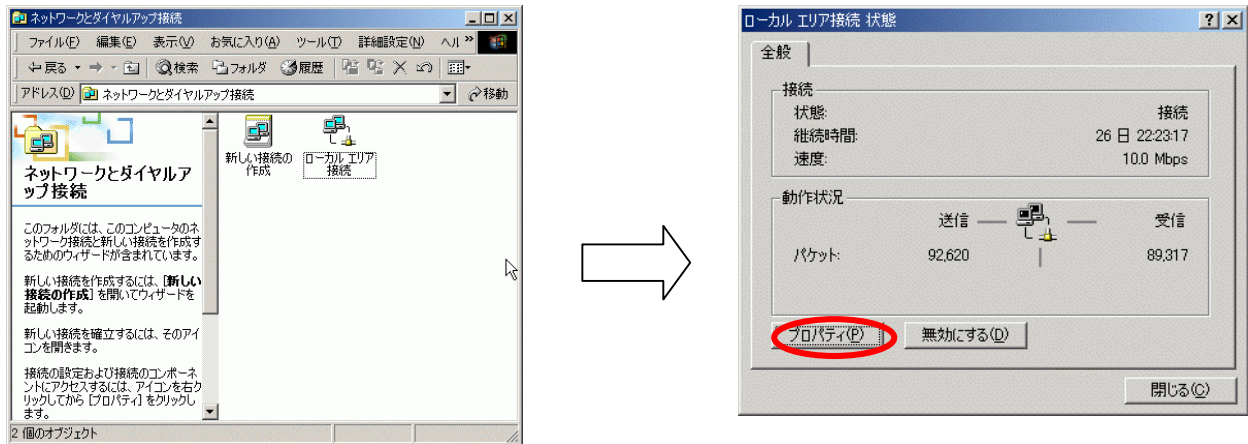 ネットワークとダイヤルアップ接続
ファイル(F) 編集(E) 表示(V) お気に入り(A) ツール(T) 詳細設定(N) ヘル »
戻る 検索 フォルダ 履歴
アドレス(D) ネットワークとダイヤルアップ接続 移動
ネットワークとダイヤルア
ップ接続
このフォルダには、このコンピュータのネ
ットワーク接続と新しい接続を作成す
るためのウィザードが含まれています。
新しい接続を作成するには、[新しい
接続の作成] を開いてウィザードを
起動します。
新しい接続を確立するには、そのアイ
コンを開きます。
接続の設定および接続のコンポーネ
ントにアクセスするには、アイコンを右ク
リックしてから [プロパティ] をクリックし
ます。
新しい接続の
作成
ローカル エリア
接続
2 個のオブジェクト
ローカル エリア接続 状態
全般
接続
状態: 接続
継続時間: 26 日 22:23:17
速度: 10.0 Mbps
動作状況
送信 受信
パケット: 92,620 89,317
プロパティ(P) 無効にする(D)
閉じる(C)